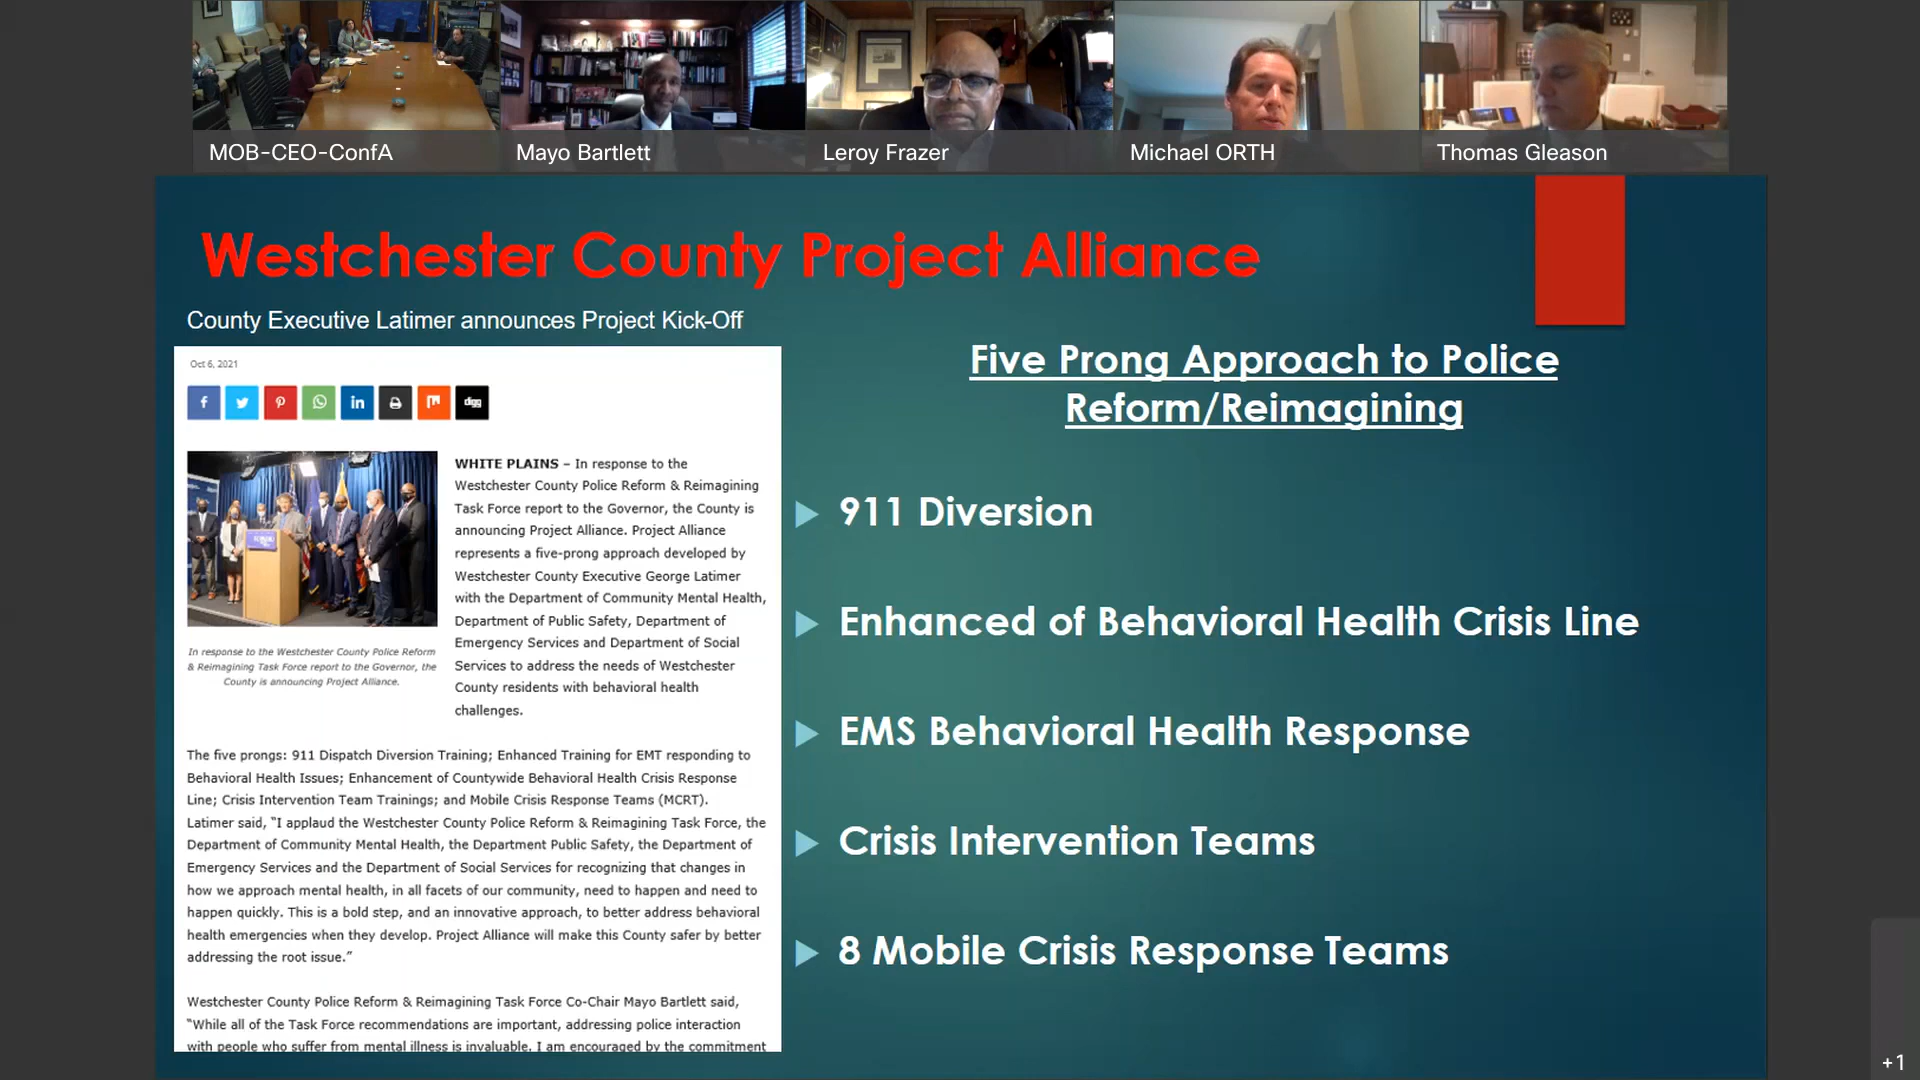 MOB-CEO-ConfA
Mayo Bartlett
Leroy Frazer
Michael ORTH
Thomas Gleason
Westchester County Project Alliance
County Executive Latimer announces Project Kick-Off
Oct 6, 2021
digg
WHITE PLAINS – In response to the
Westchester County Police Reform & Reimagining
Task Force report to the Governor, the County is
announcing Project Alliance. Project Alliance
represents a five-prong approach developed by
Westchester County Executive George Latimer
with the Department of Community Mental Health,
Department of Public Safety, Department of
Emergency Services and Department of Social
Services to address the needs of Westchester
County residents with behavioral health
challenges.
In response to the Westchester County Police Reform
& Reimagining Task Force report to the Governor, the
County is announcing Project Alliance.
The five prongs: 911 Dispatch Diversion Training; Enhanced Training for EMT responding to
Behavioral Health Issues; Enhancement of Countywide Behavioral Health Crisis Response
Line; Crisis Intervention Team Trainings; and Mobile Crisis Response Teams (MCRT).
Latimer said, “I applaud the Westchester County Police Reform & Reimagining Task Force, the
Department of Community Mental Health, the Department Public Safety, the Department of
Emergency Services and the Department of Social Services for recognizing that changes in
how we approach mental health, in all facets of our community, need to happen and need to
happen quickly. This is a bold step, and an innovative approach, to better address behavioral
health emergencies when they develop. Project Alliance will make this County safer by better
addressing the root issue.”
Westchester County Police Reform & Reimagining Task Force Co-Chair Mayo Bartlett said,
“While all of the Task Force recommendations are important, addressing police interaction
with people who suffer from mental illness is invaluable. I am encouraged by the commitment
Five Prong Approach to Police
Reform/Reimagining
911 Diversion
Enhanced of Behavioral Health Crisis Line
EMS Behavioral Health Response
Crisis Intervention Teams
8 Mobile Crisis Response Teams
+1